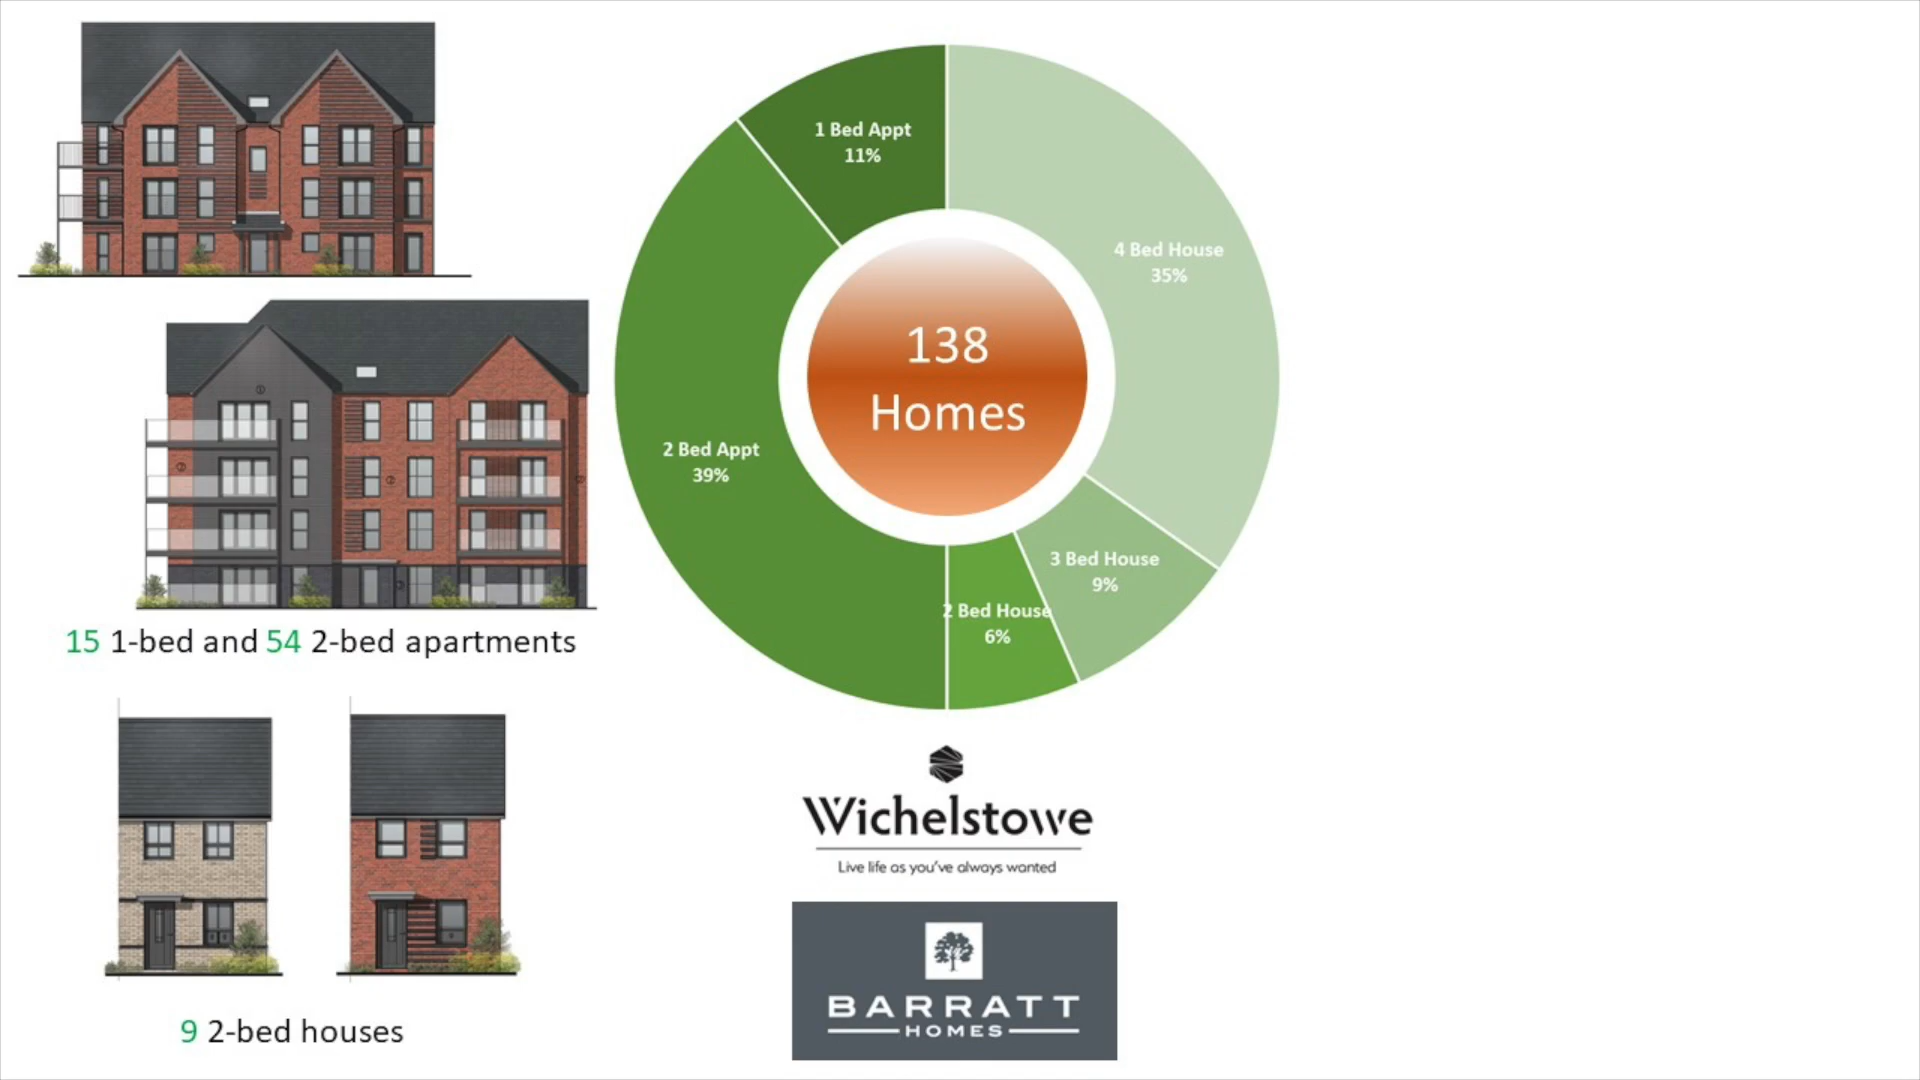 15 1-bed and 54 2-bed apartments
9 2-bed houses
1 Bed Appt
11%
4 Bed House
35%
2 Bed Appt
39%
3 Bed House
9%
2 Bed House
6%
138
Homes
Wichelstowe
Live life as you've always wanted
BARRATT
HOMES